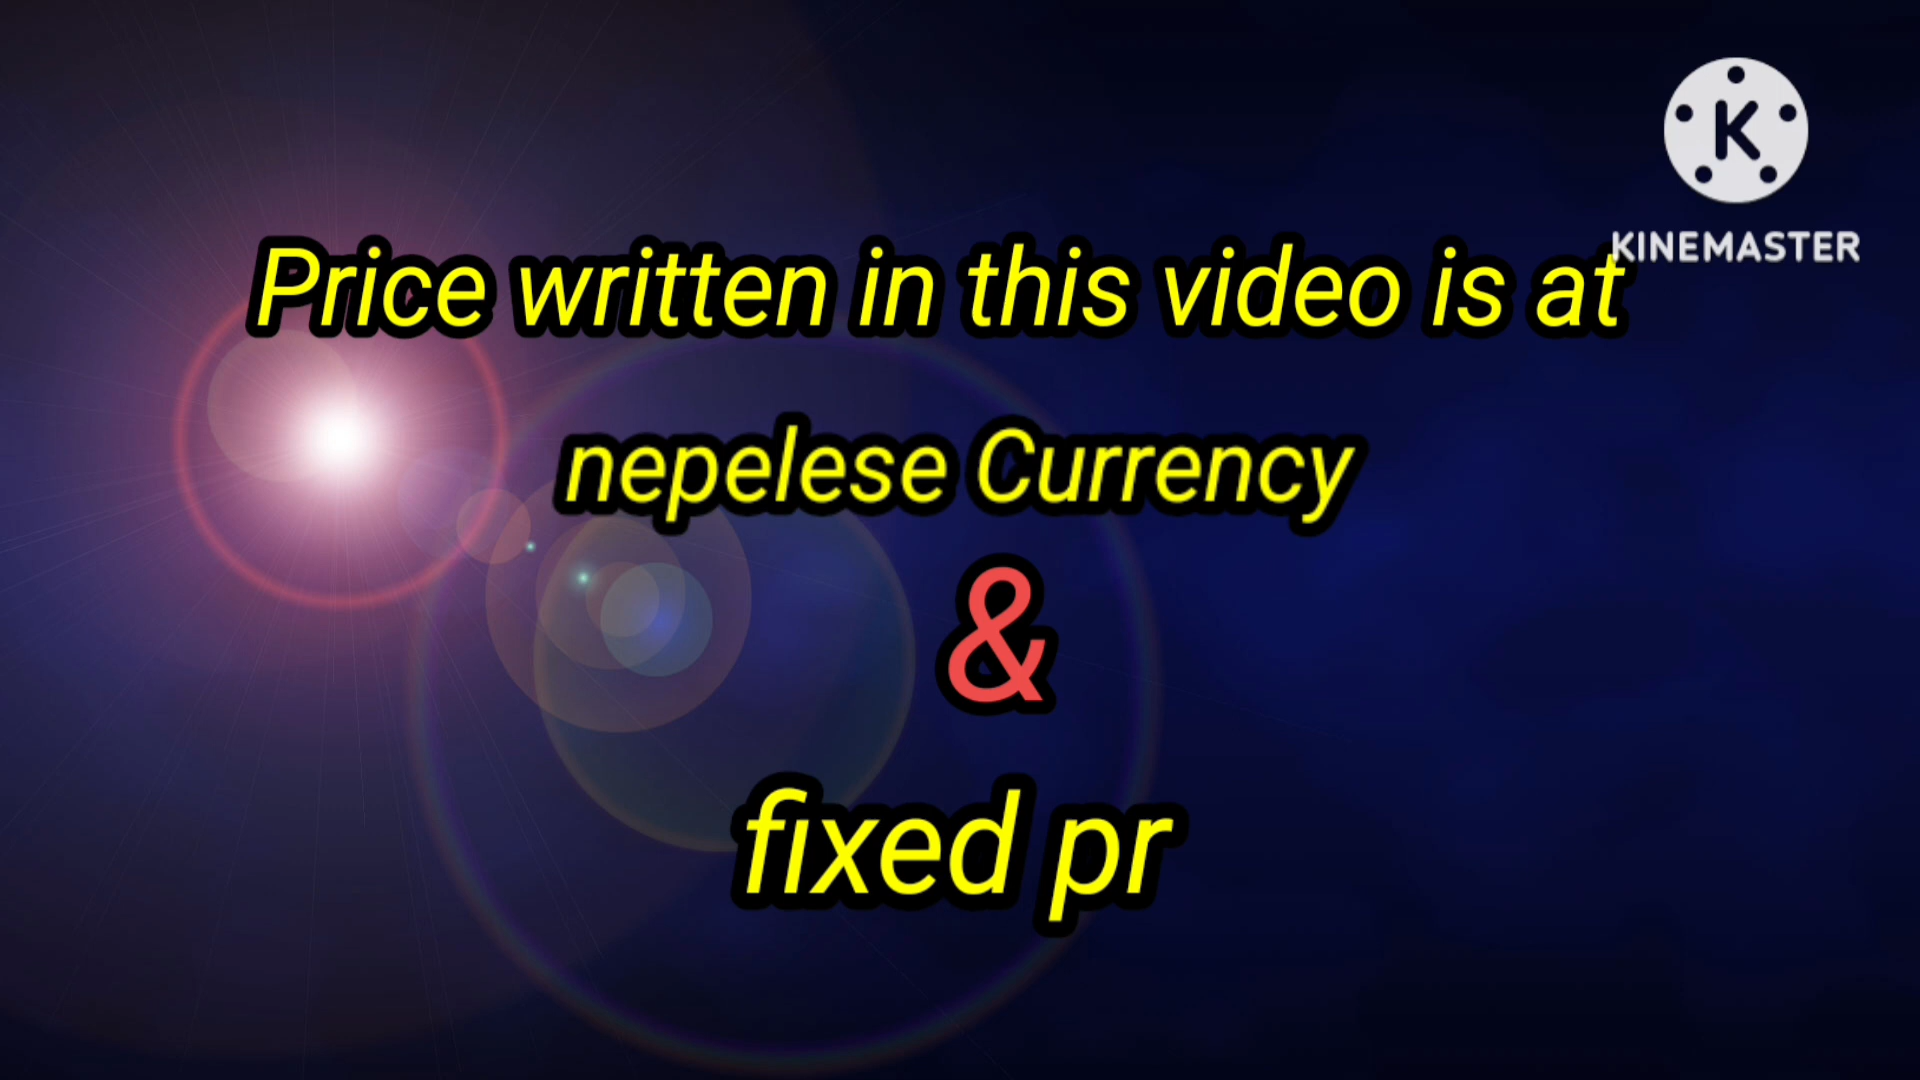 K
KINEMASTER
Price written in this video is at
nepelese Currency
&
fixed pr